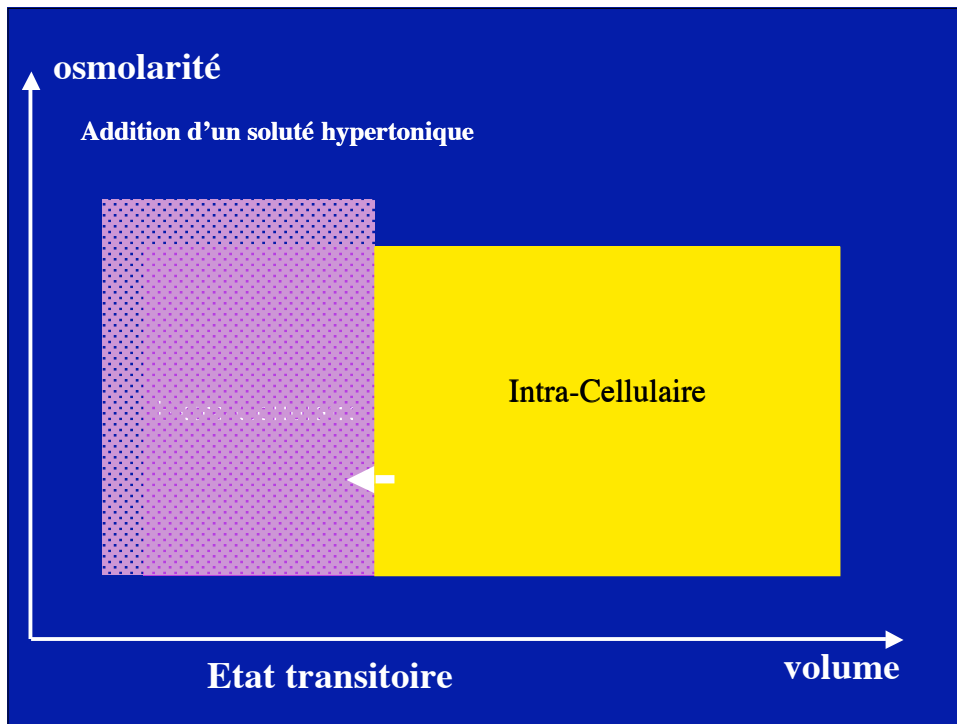 osmolarité
Addition d'un soluté hypertonique
Intra-Cellulaire
Etat transitoire
volume